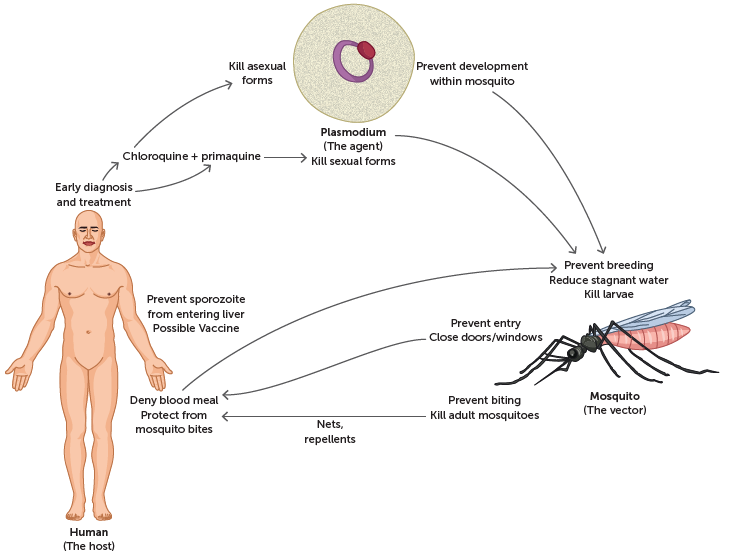 Kill asexual
forms
Prevent development
within mosquito
Plasmodium
(The agent)
Kill sexual forms
Chloroquine + primaquine
Early diagnosis
and treatment
Prevent breeding
Reduce stagnant water
Kill larvae
Prevent sporozoite
from entering liver
Possible Vaccine
Prevent entry
Close doors/windows
Deny blood meal
Protect from
mosquito bites
Nets,
repellents
Prevent biting
Kill adult mosquitoes
Mosquito
(The vector)
Human
(The host)